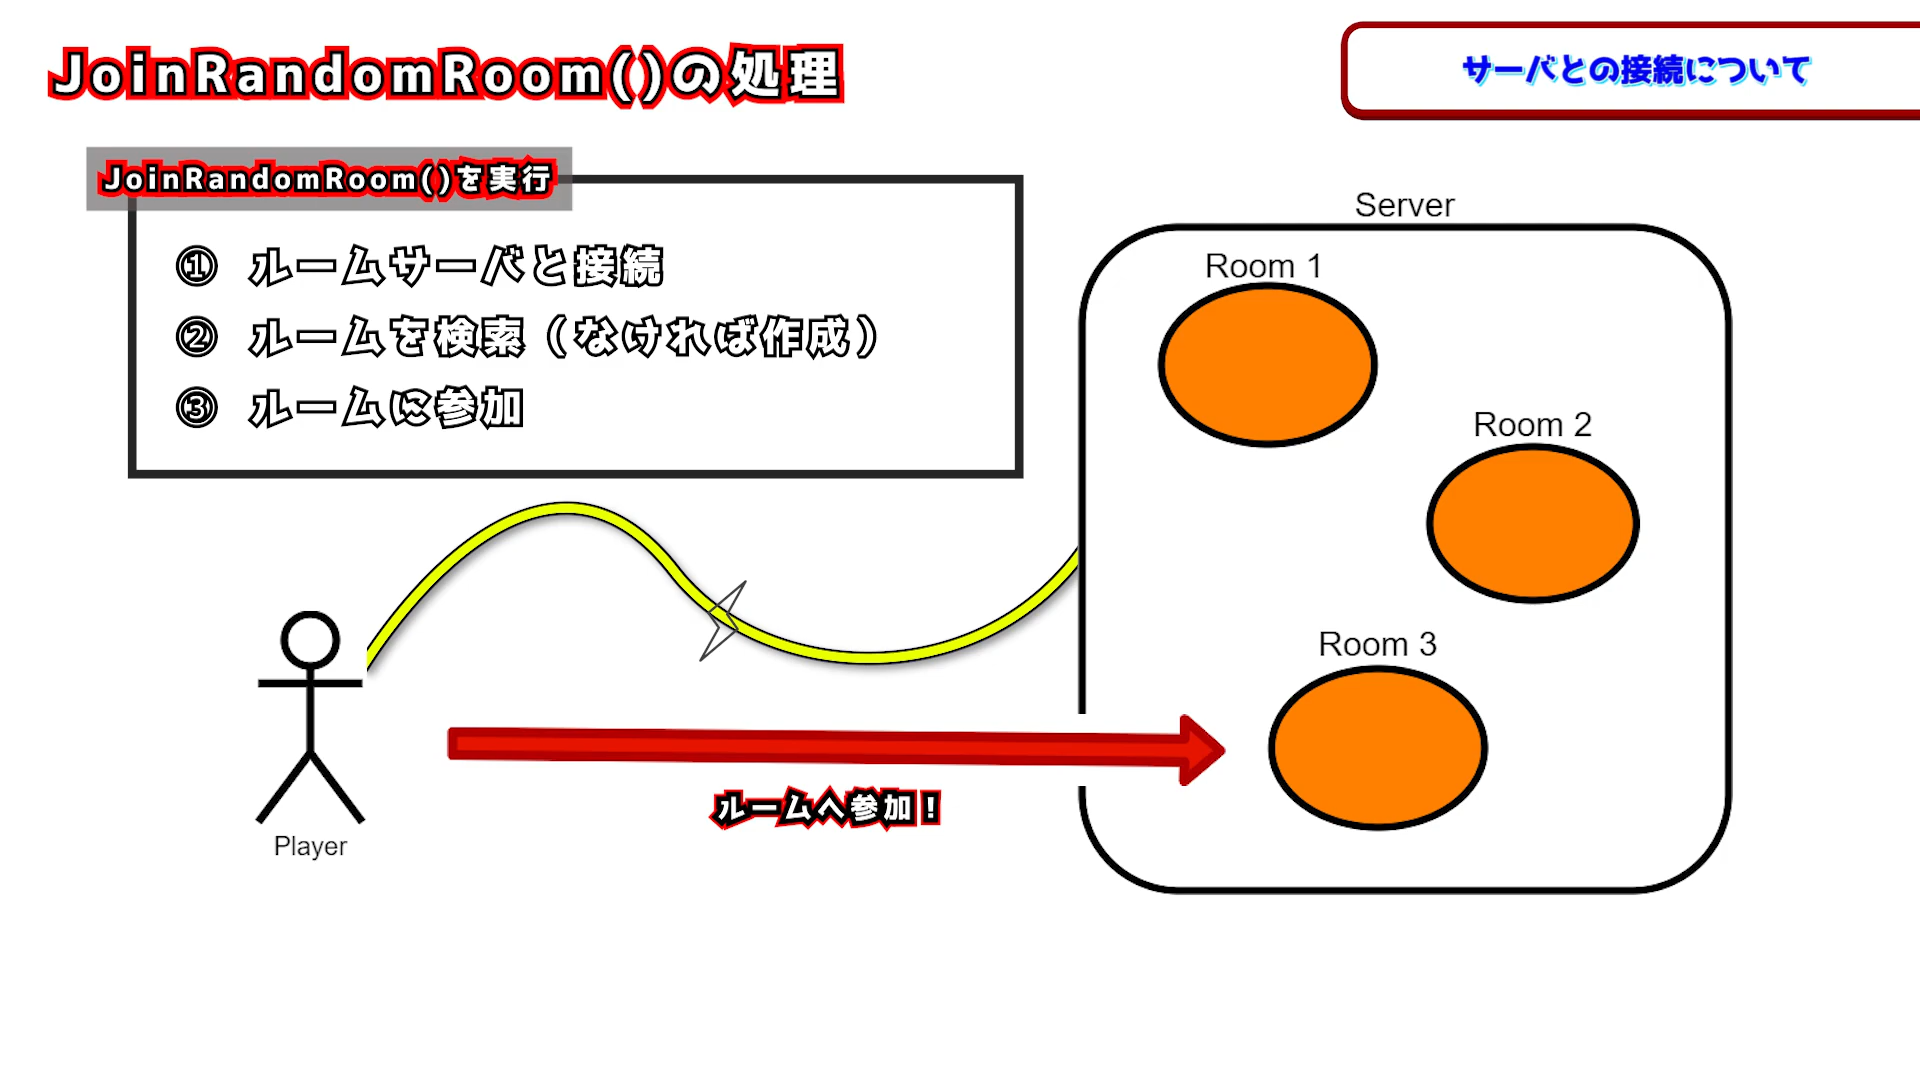 JoinRandomRoom()の処理
サーバとの接続について
JoinRandomRoom()を実行
① ルームサーバと接続
② ルームを検索（なければ作成）
③ ルームに参加
Server
Room 1
Room 2
Room 3
ルームへ参加！
Player